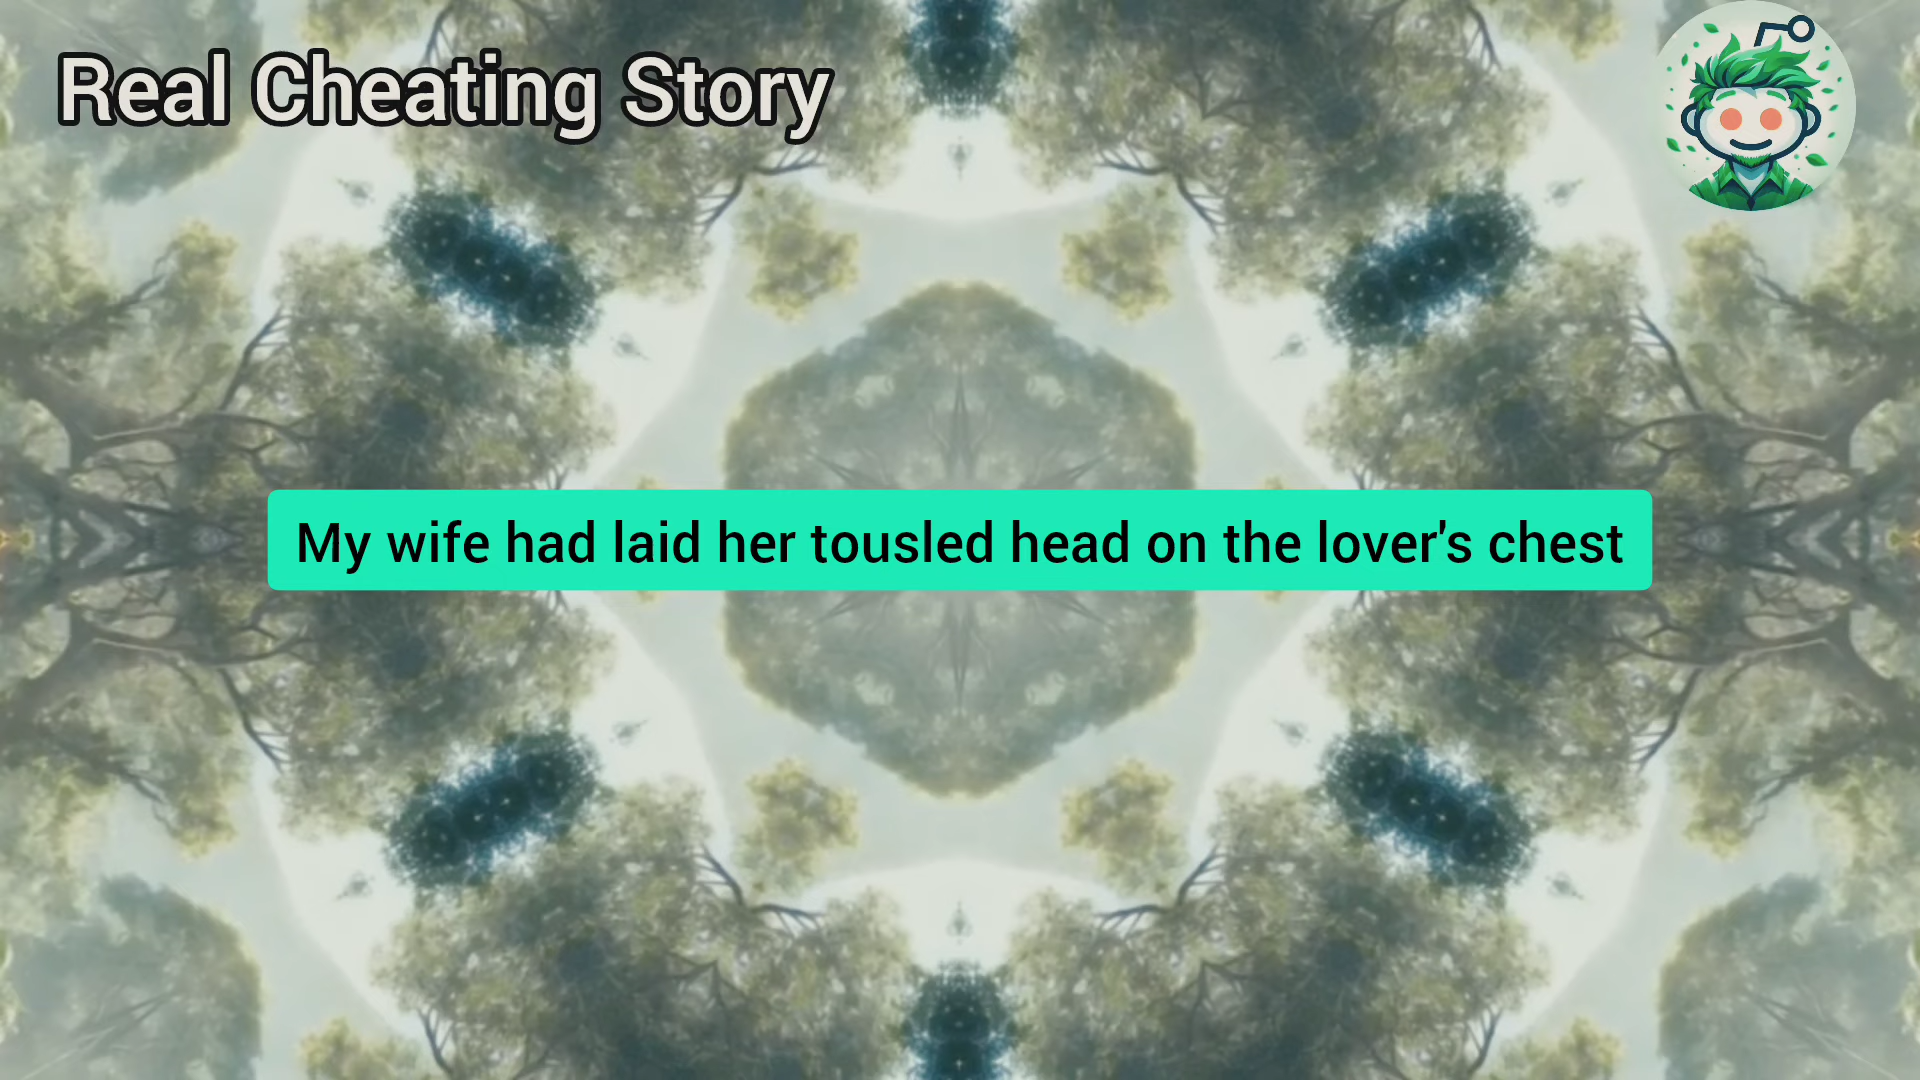 Real Cheating Story
My wife had laid her tousled head on the lover's chest